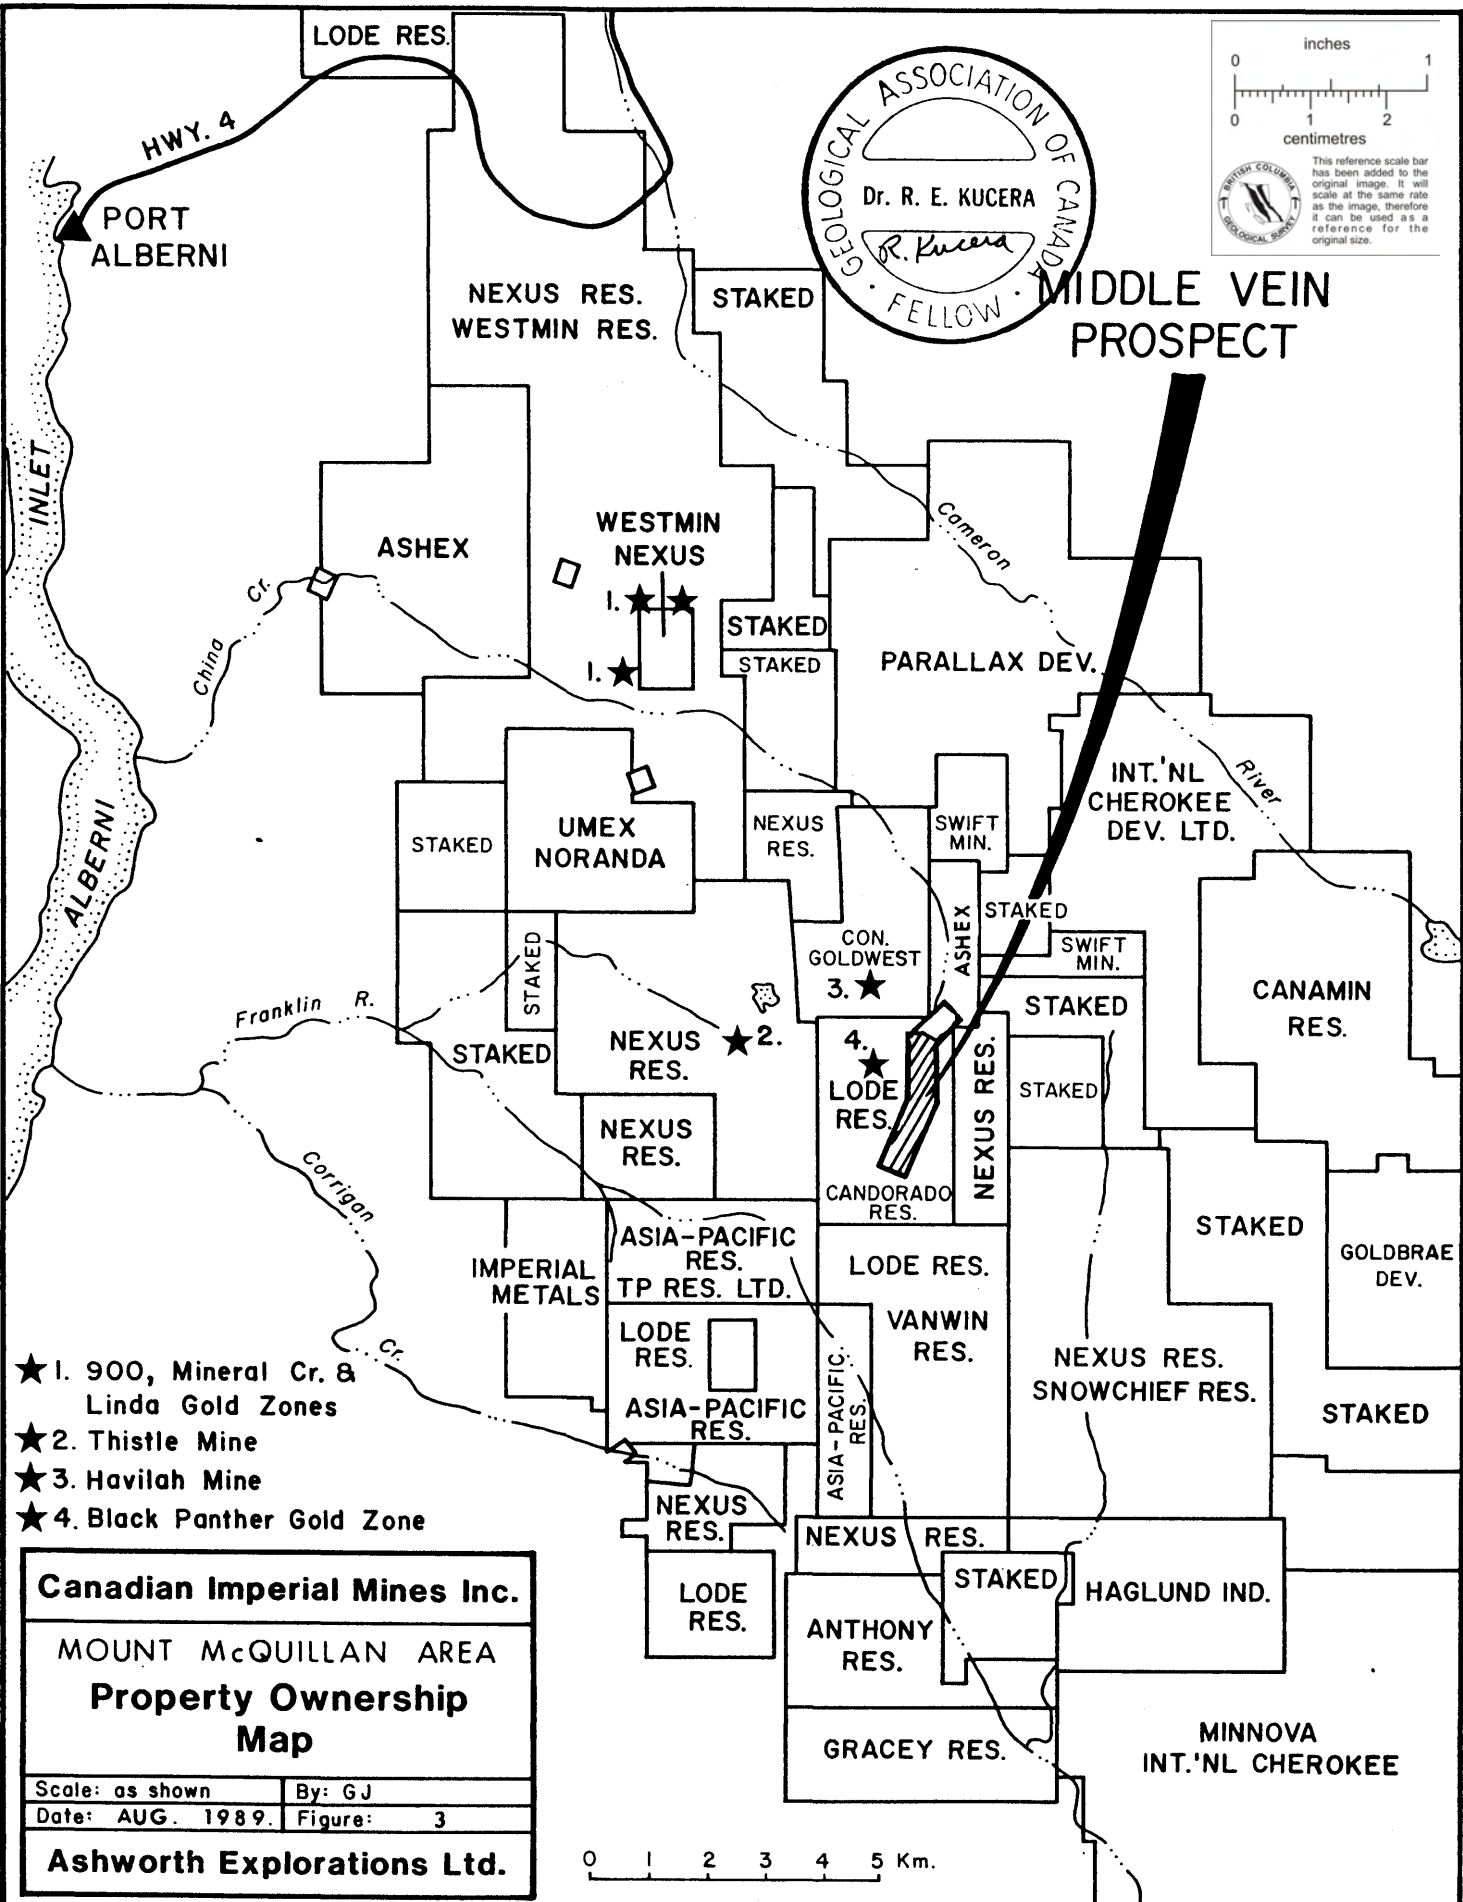 LODE RES.
HWY. 4
PORT
ALBERNI
GEOLOGICAL ASSOCIATION OF CANADA
Dr. R. E. KUCERA
R. Kucera
· FELLOW ·
inches
0 1
0 1 2
centimetres
BRITISH COLUMBIA
GEOLOGICAL SURVEY
This reference scale bar
has been added to the
original image. It will
scale at the same rate
as the image, therefore
it can be used as a
reference for the
original size.
MIDDLE VEIN
PROSPECT
NEXUS RES.
WESTMIN RES.
STAKED
INLET
ALBERNI
ASHEX
WESTMIN
NEXUS
1.
1.
China Cr.
Cameron
River
STAKED
STAKED
PARALLAX DEV.
INT.'NL
CHEROKEE
DEV. LTD.
STAKED
UMEX
NORANDA
NEXUS
RES.
SWIFT
MIN.
ASHEX
STAKED
SWIFT
MIN.
CON.
GOLDWEST
3.
STAKED
CANAMIN
RES.
STAKED
Franklin R.
STAKED
NEXUS
RES.
2.
4.
LODE
RES.
NEXUS RES.
STAKED
NEXUS
RES.
CANDORADO
RES.
Corrigan
Cr.
IMPERIAL
METALS
ASIA-PACIFIC
RES.
TP RES. LTD.
LODE RES.
VANWIN
RES.
STAKED
GOLDBRAE
DEV.
LODE
RES.
ASIA-PACIFIC
RES.
ASIA-PACIFIC.
RES.
NEXUS RES.
SNOWCHIEF RES.
STAKED
NEXUS
RES.
NEXUS RES.
STAKED
HAGLUND IND.
LODE
RES.
ANTHONY
RES.
GRACEY RES.
MINNOVA
INT.'NL CHEROKEE
1. 900, Mineral Cr. &
Linda Gold Zones
2. Thistle Mine
3. Havilah Mine
4. Black Panther Gold Zone
Canadian Imperial Mines Inc.
MOUNT McQUILLAN AREA
Property Ownership
Map
Scale: as shown By: GJ
Date: AUG. 1989. Figure: 3
Ashworth Explorations Ltd.
0 1 2 3 4 5 Km.